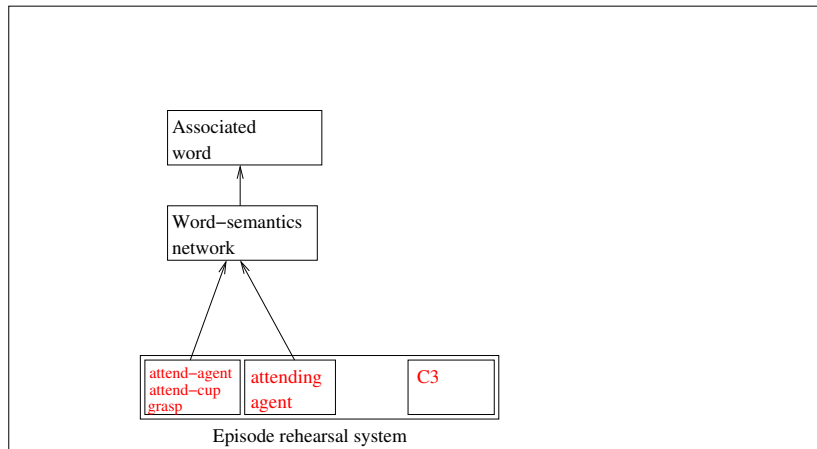 Associated
word
Word−semantics
network
attend−agent
attend−cup
grasp
attending
agent
C3
Episode rehearsal system